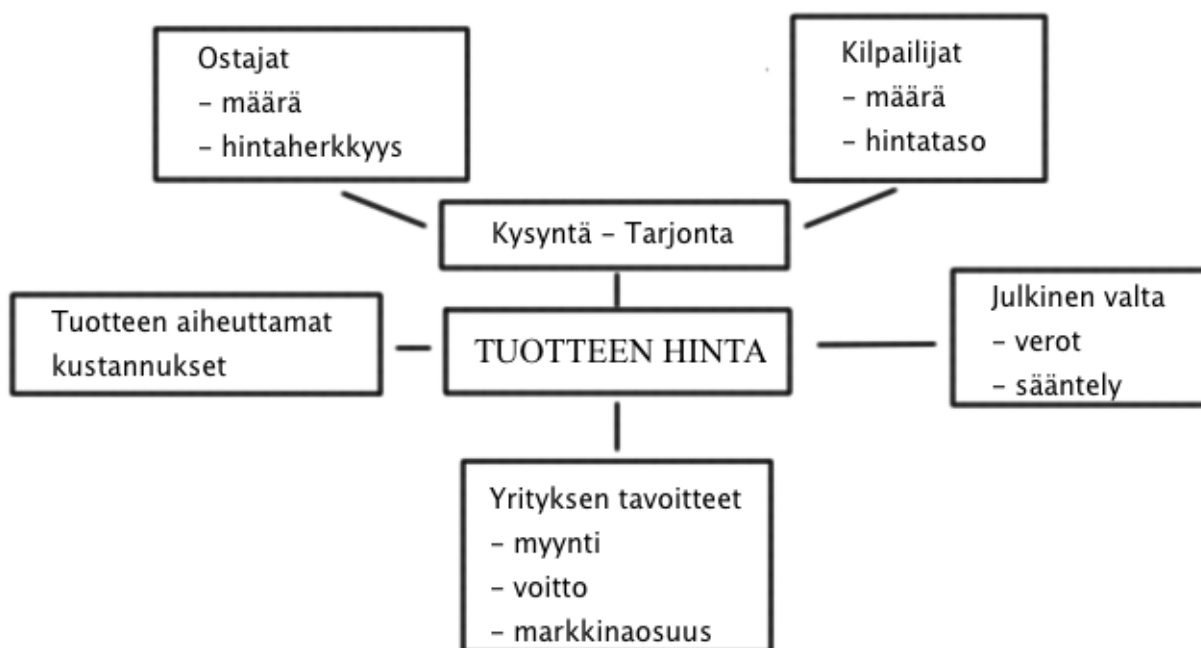 Ostajat
– määrä
– hintaherkkyys
Kilpailijat
– määrä
– hintataso
Kysyntä – Tarjonta
Tuotteen aiheuttamat
kustannukset
TUOTTEEN HINTA
Julkinen valta
– verot
– sääntely
Yrityksen tavoitteet
– myynti
– voitto
– markkinaosuus